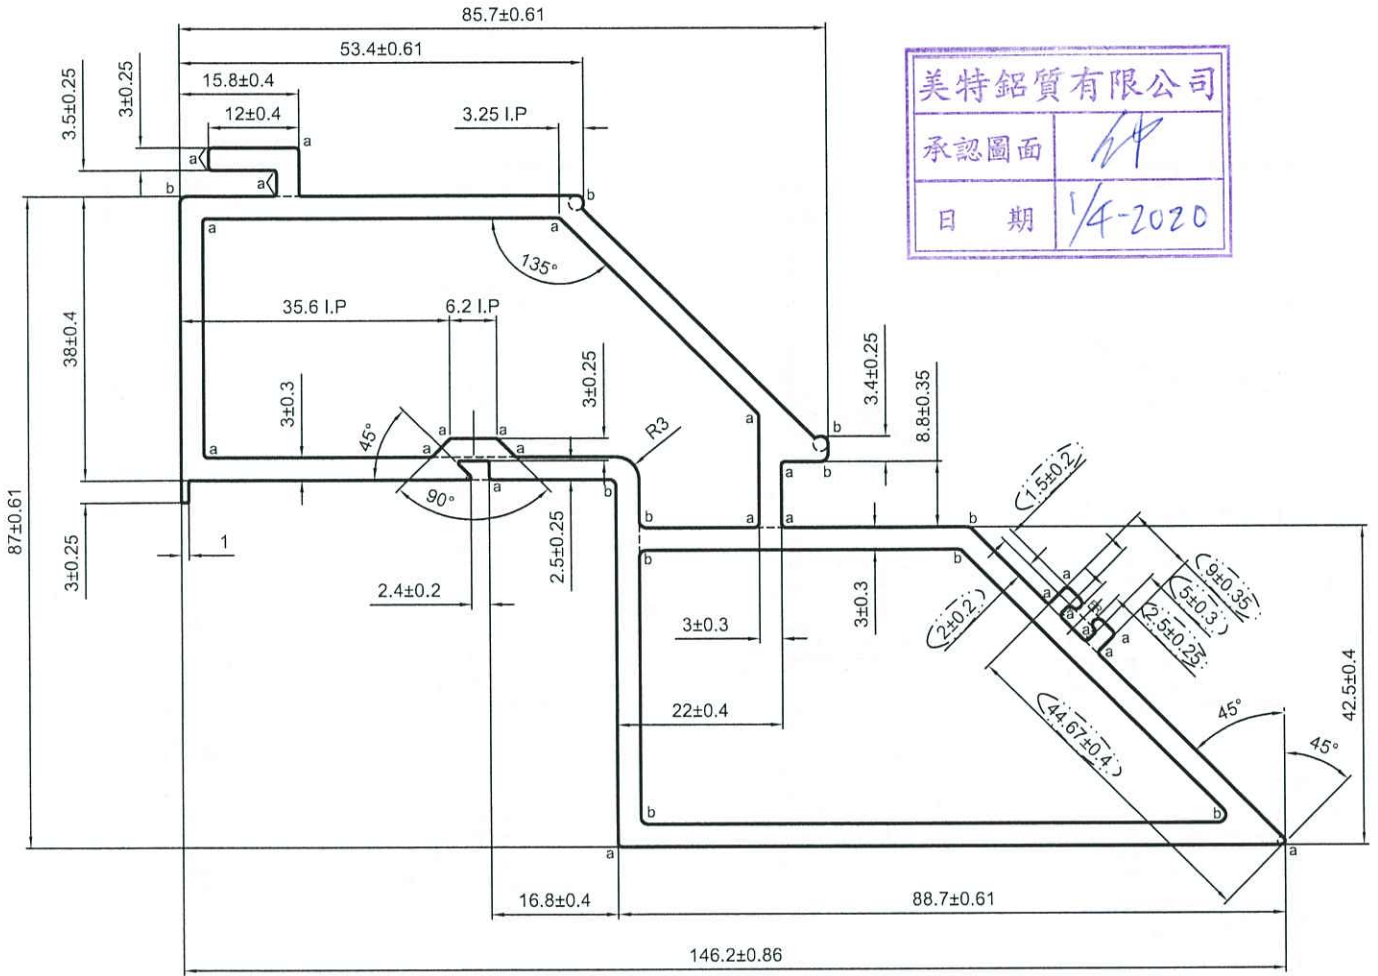 85.7±0.61
53.4±0.61
15.8±0.4
12±0.4
3.25 I.P
3.5±0.25
3±0.25
美特鋁質有限公司
承認圖面
日 期
1/4-2020
a
a
a
b
b
a
a
135°
35.6 I.P
6.2 I.P
38±0.4
3±0.3
3±0.25
3.4±0.25
8.8±0.35
45°
R3
a
a
a
a
a
a
b
b
a
b
90°
a
b
87±0.61
3±0.25
1
2.5±0.25
2.4±0.2
b
a
a
b
b
b
3±0.3
3±0.3
1.5±0.2
2±0.2
9±0.35
5±0.3
2.5±0.25
a
a
a
a
a
a
22±0.4
44.67±0.4
45°
45°
42.5±0.4
b
b
a
a
16.8±0.4
88.7±0.61
146.2±0.86